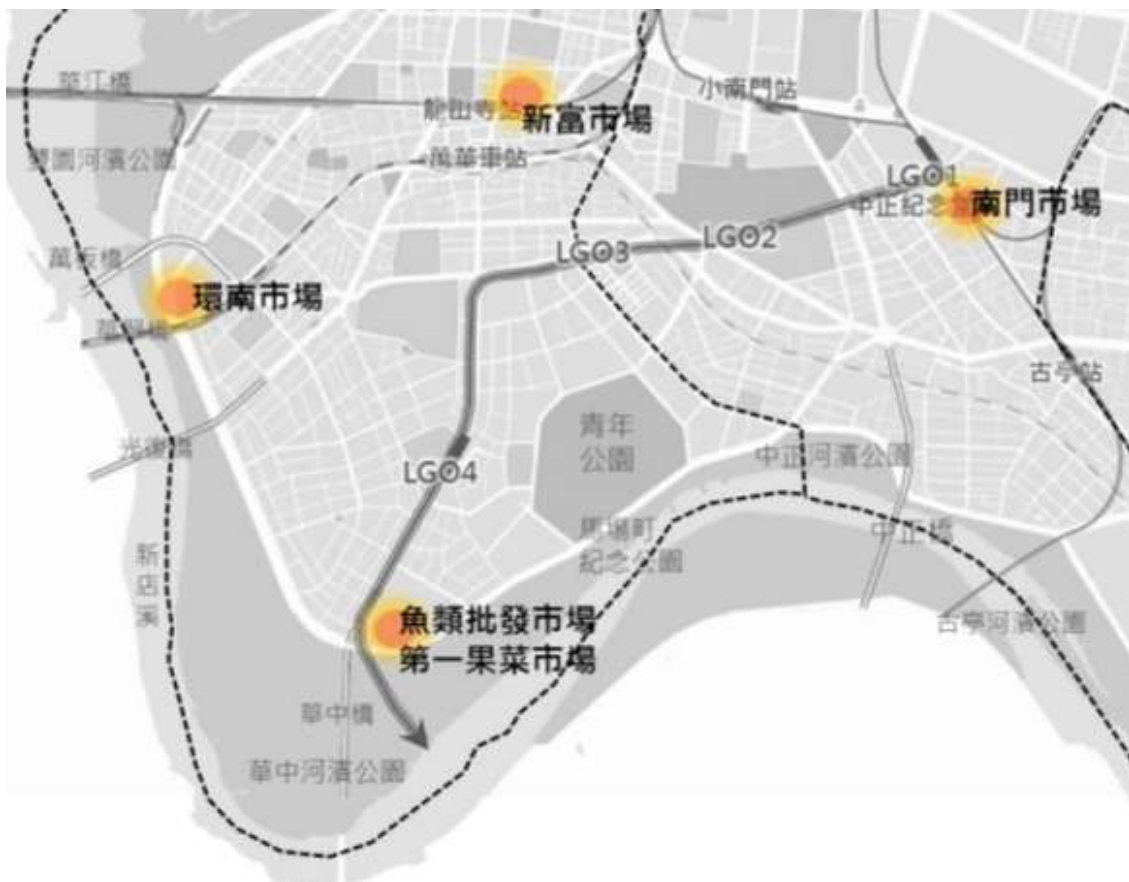 華江橋
龍山寺站
新富市場
小南門站
雙園河濱公園
萬華車站
LG01
中正紀念
南門市場
萬板橋
LG02
LG03
環南市場
古亭站
青年
公園
光復橋
LG04
中正河濱公園
馬場町
紀念公園
中正橋
新店溪
魚類批發市場
第一果菜市場
古亭河濱公園
華中橋
華中河濱公園